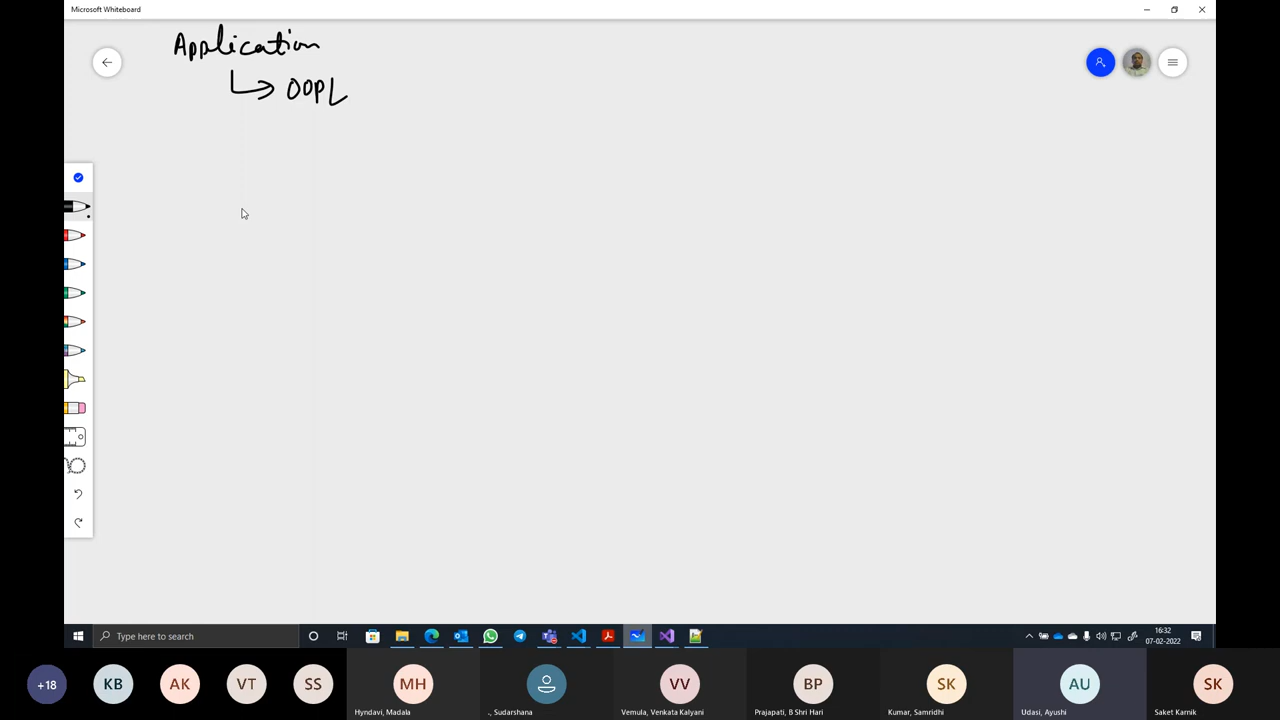 Microsoft Whiteboard
Application
OOPL
Type here to search
16:32
07-02-2022
+18
KB
AK
VT
SS
MH
VV
BP
SK
AU
SK
Hyndavi, Madala
., Sudarshana
Vemula, Venkata Kalyani
Prajapati, B Shri Hari
Kumar, Samridhi
Udasi, Ayushi
Saket Karnik